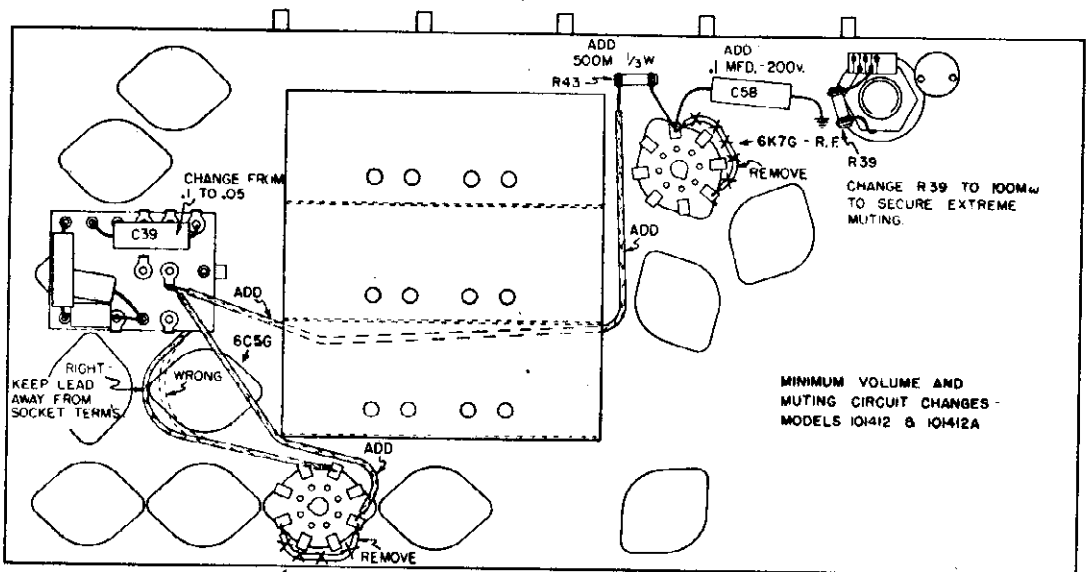 ADD
500M 1/3 W
R43
ADD
.1 MFD.-200V.
C58
6K7G - R.F.
REMOVE
R39
CHANGE R39 TO 100Mω
TO SECURE EXTREME
MUTING.
CHANGE FROM
.1 TO .05
C39
ADD
ADD
6C5G
RIGHT-
WRONG
KEEP LEAD
AWAY FROM
SOCKET TERMS.
MINIMUM VOLUME AND
MUTING CIRCUIT CHANGES -
MODELS 101412 & 101412A
ADD
REMOVE